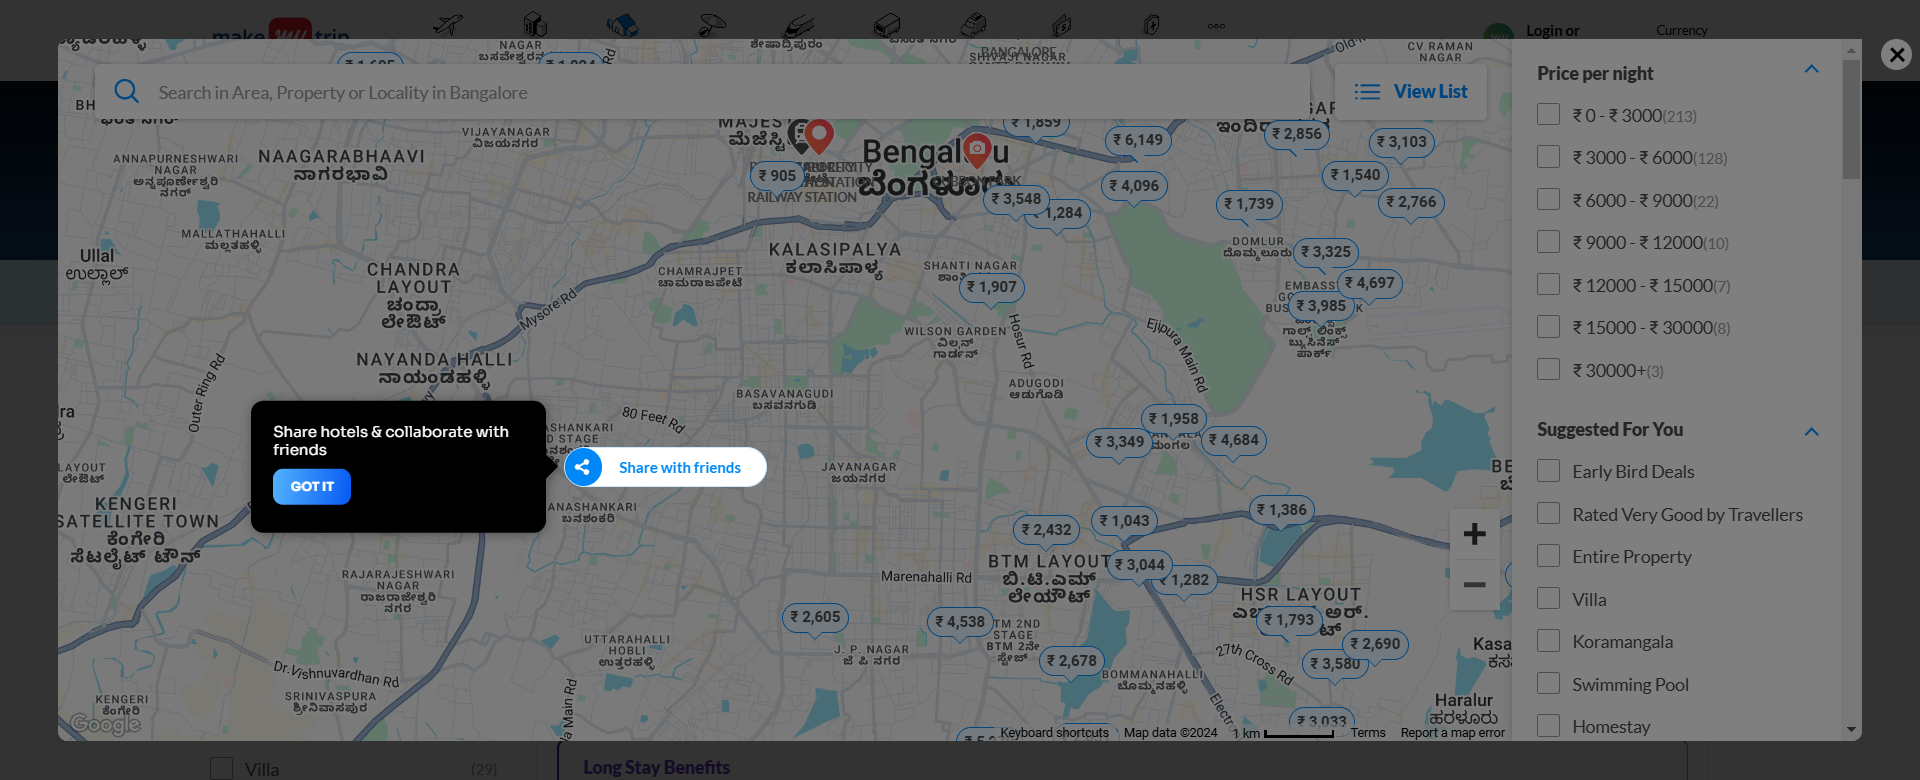 make my trip
Login or
Currency
Search in Area, Property or Locality in Bangalore
View List
Price per night
₹ 0 - ₹ 3000(213)
₹ 3000 - ₹ 6000(128)
₹ 6000 - ₹ 9000(22)
₹ 9000 - ₹ 12000(10)
₹ 12000 - ₹ 15000(7)
₹ 15000 - ₹ 30000(8)
₹ 30000+(3)
Suggested For You
Early Bird Deals
Rated Very Good by Travellers
Entire Property
Villa
Koramangala
Swimming Pool
Homestay
NAGAR
CV RAMAN
NAGAR
BANGALORE
SHIVAJI NAGAR
₹ 1,859
₹ 6,149
₹ 2,856
₹ 3,103
VIJAYANAGAR
ವಿಜಯನಗರ
ANNAPURNESHWARI
NAGAR
ಅನ್ನಪೂರ್ಣೇಶ್ವರಿ
ನಗರ್
NAAGARABHAAVI
ನಾಗರಭಾವಿ
₹ 905
RAILWAY STATION
ಬೆಂಗಳೂರು
₹ 3,548
₹ 1,284
₹ 4,096
₹ 1,540
₹ 2,766
₹ 1,739
MALLATHAHALLI
ಮಲ್ಲತಹಳ್ಳಿ
Ullal
ಉಲ್ಲಾಳ್
CHANDRA
LAYOUT
ಚಂದ್ರಾ
ಲೇಔಟ್
KALASIPALYA
ಕಲಾಸಿಪಾಳ್ಯ
CHAMRAJPET
ಚಾಮರಾಜಪೇಟೆ
SHANTI NAGAR
₹ 1,907
DOMLUR
ದೊಮ್ಮಲೂರು
₹ 3,325
₹ 4,697
₹ 3,985
Mysore Rd
WILSON GARDEN
ವಿಲ್ಸನ್
ಗಾರ್ಡನ್
Hosur Rd
Ejipura Main Rd
ಗಾಲ್ಫ್ ಲಿಂಕ್ಸ್
ಬ್ಯುಸಿನೆಸ್
ಪಾರ್ಕ್
NAYANDA HALLI
ನಾಯಂಡಹಳ್ಳಿ
Outer Ring Rd
BASAVANAGUDI
ಬಸವನಗುಡಿ
ADUGODI
ಆಡುಗೊಡಿ
80 Feet Rd
Share hotels & collaborate with
friends
GOT IT
Share with friends
₹ 1,958
₹ 3,349
₹ 4,684
JAYANAGAR
ಜಯನಗರ
LAYOUT
ಲೇಔಟ್
KENGERI
SATELLITE TOWN
ಕೆಂಗೇರಿ
ಸೆಟಲೈಟ್ ಟೌನ್
ಬನಶಂಕರಿ
₹ 2,432
₹ 1,043
₹ 1,386
BTM LAYOUT
ಬಿ.ಟಿ.ಎಮ್
ಲೇಯೌಟ್
₹ 3,044
₹ 1,282
Marenahalli Rd
RAJARAJESHWARI
NAGAR
ರಾಜರಾಜೇಶ್ವರಿ
ನಗರ
HSR LAYOUT
₹ 2,605
₹ 4,538
₹ 1,793
BTM 2ND
STAGE
BTM 2ನೇ
ಸ್ಟೇಜ್
UTTARAHALLI
HOBLI
ಉತ್ತರಹಳ್ಳಿ
J. P. NAGAR
ಜೆ ಪಿ ನಗರ
₹ 2,678
₹ 2,690
₹ 3,580
27th Cross Rd
BOMMANAHALLI
ಬೊಮ್ಮನಹಳ್ಳಿ
Dr.Vishnuvardhan Rd
SRINIVASPURA
ಶ್ರೀನಿವಾಸಪುರ
KENGERI
ಕೆಂಗೇರಿ
Haralur
ಹರಳೂರು
₹ 3,033
Google
Keyboard shortcuts
Map data ©2024
1 km
Terms
Report a map error
Villa
(29)
Long Stay Benefits